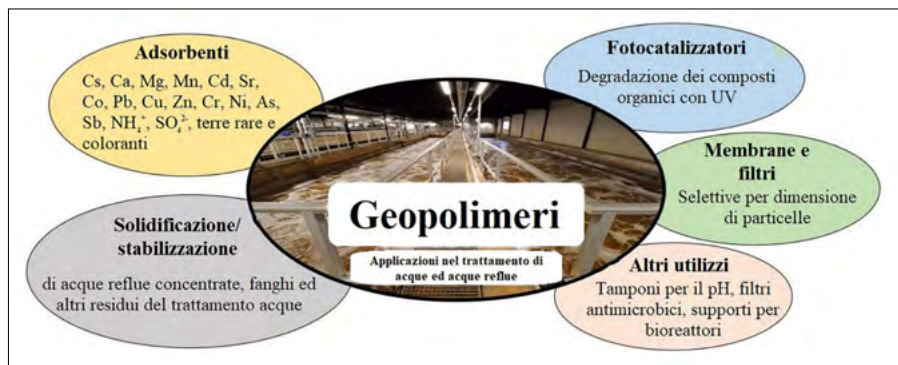 Adsorbenti
Cs, Ca, Mg, Mn, Cd, Sr,
Co, Pb, Cu, Zn, Cr, Ni, As,
Sb, NH₄⁺, SO₄²⁻, terre rare e
coloranti
Solidificazione/
stabilizzazione
di acque reflue concentrate, fanghi ed
altri residui del trattamento acque
Geopolimeri
Applicazioni nel trattamento di
acque ed acque reflue
Fotocatalizzatori
Degradazione dei composti
organici con UV
Membrane e
filtri
Selettive per dimensione
di particelle
Altri utilizzi
Tamponi per il pH, filtri
antimicrobici, supporti per
bioreattori